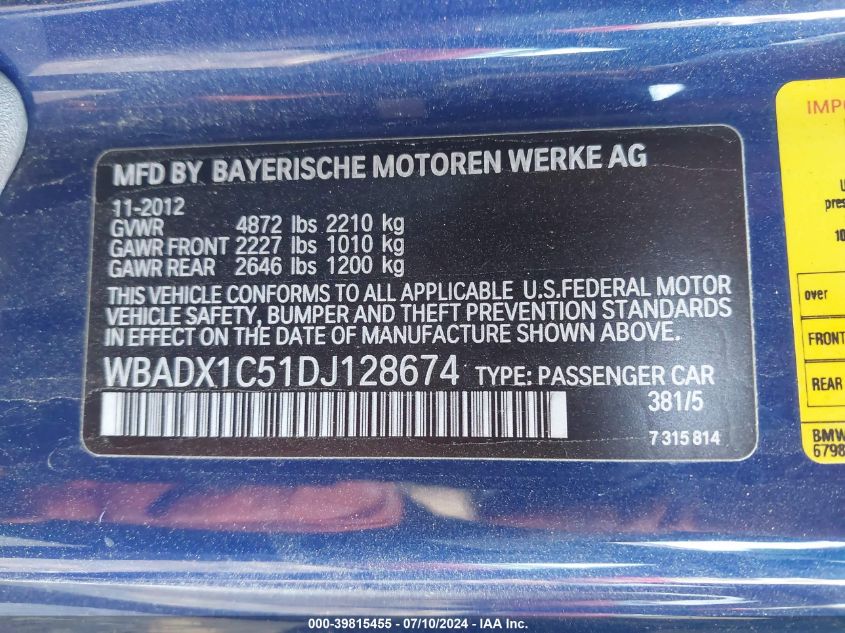 MFD BY BAYERISCHE MOTOREN WERKE AG
11-2012
GVWR 4872 lbs 2210 kg
GAWR FRONT 2227 lbs 1010 kg
GAWR REAR 2646 lbs 1200 kg
THIS VEHICLE CONFORMS TO ALL APPLICABLE U.S.FEDERAL MOTOR
VEHICLE SAFETY, BUMPER AND THEFT PREVENTION STANDARDS
IN EFFECT ON THE DATE OF MANUFACTURE SHOWN ABOVE.
WBADX1C51DJ128674 TYPE: PASSENGER CAR
381/5
7 315 814
over
FRONT
REAR
BMW
000-39815455 - 07/10/2024 - IAAI.com